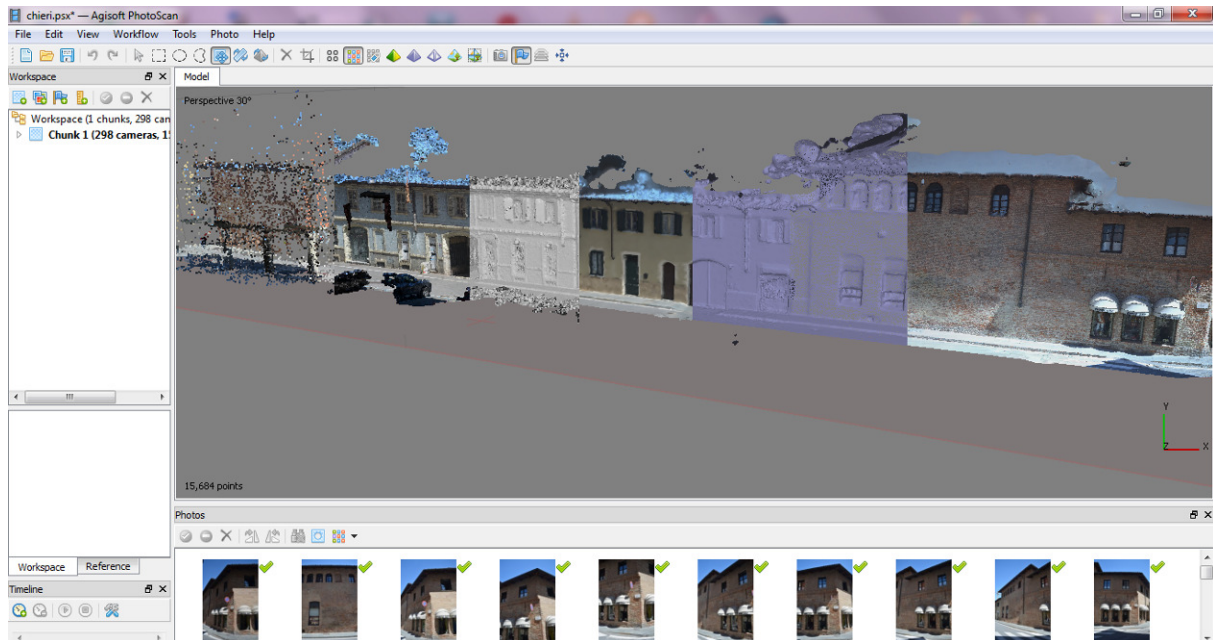 chieri.psx* — Agisoft PhotoScan
File Edit View Workflow Tools Photo Help
Workspace
Model
Perspective 30°
Workspace (1 chunks, 298 can
Chunk 1 (298 cameras, 1
Y
Z X
15,684 points
Photos
Workspace Reference
Timeline